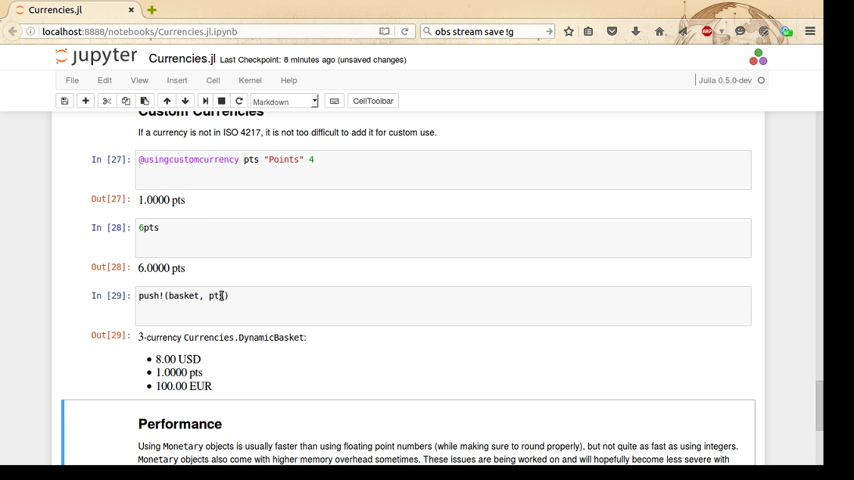 Currencies.jl
localhost:8888/notebooks/Currencies.jl.ipynb
obs stream save !g
ABP
jupyter Currencies.jl Last Checkpoint: 8 minutes ago (unsaved changes)
File Edit View Insert Cell Kernel Help Julia 0.5.0-dev
Markdown CellToolbar
Custom Currencies
If a currency is not in ISO 4217, it is not too difficult to add it for custom use.
In [27]: @usingcustomcurrency pts "Points" 4
Out[27]: 1.0000 pts
In [28]: 6pts
Out[28]: 6.0000 pts
In [29]: push!(basket, pts)
Out[29]: 3-currency Currencies.DynamicBasket:
• 8.00 USD
• 1.0000 pts
• 100.00 EUR
Performance
Using Monetary objects is usually faster than using floating point numbers (while making sure to round properly), but not quite as fast as using integers.
Monetary objects also come with higher memory overhead sometimes. These issues are being worked on and will hopefully become less severe with